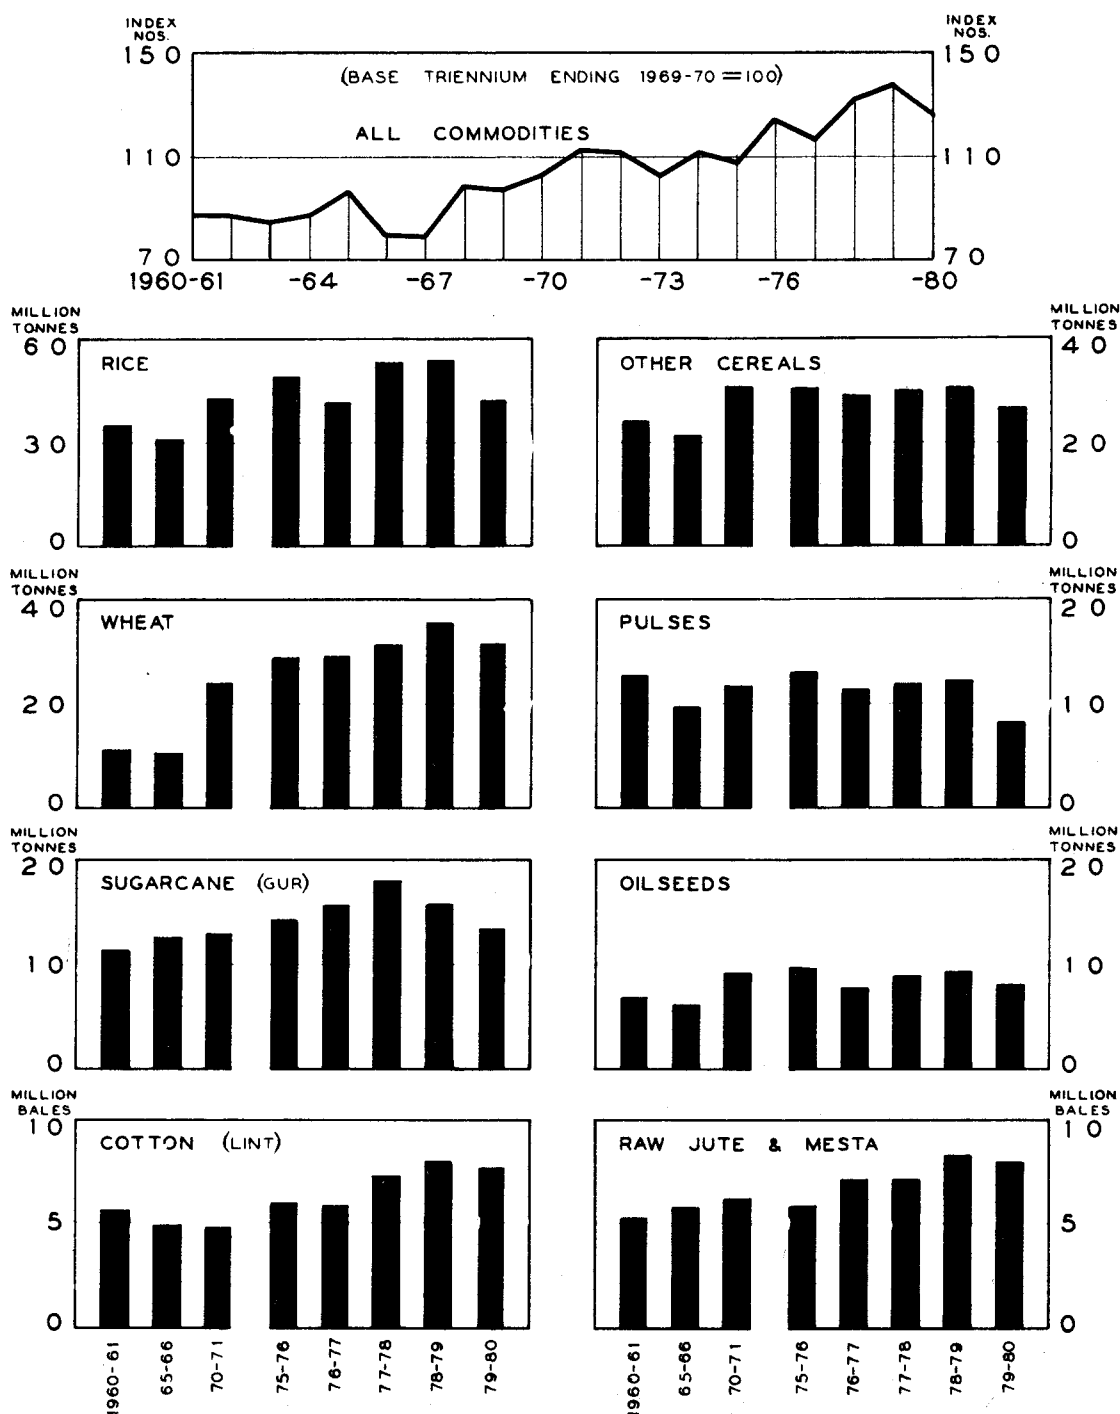 INDEX
NOS.
INDEX
NOS.
150
150
(BASE TRIENNIUM ENDING 1969-70=100)
ALL COMMODITIES
110
110
70
70
1960-61 -64 -67 -70 -73 -76 -80
MILLION
TONNES
MILLION
TONNES
60
RICE
OTHER CEREALS
40
30
20
0
0
MILLION
TONNES
MILLION
TONNES
40
WHEAT
PULSES
20
20
10
0
0
MILLION
TONNES
MILLION
TONNES
20
SUGARCANE (GUR)
OILSEEDS
20
10
10
0
0
MILLION
BALES
MILLION
BALES
10
COTTON (LINT)
RAW JUTE & MESTA
10
5
5
0
0
1960-61
65-66
70-71
75-76
76-77
77-78
78-79
79-80
1960-61
65-66
70-71
75-76
76-77
77-78
78-79
79-80